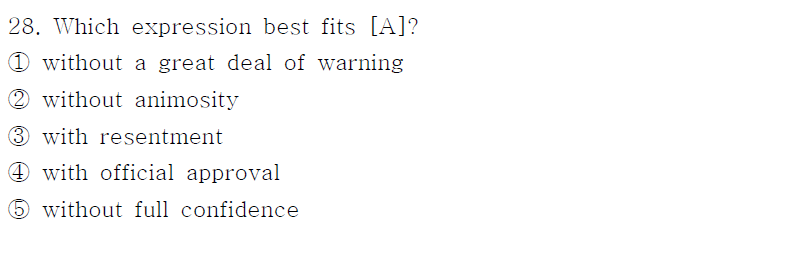 28. Which expression best fits [A]?
① without a great deal of warning
② without animosity
③ with resentment
④ with official approval
⑤ without full confidence